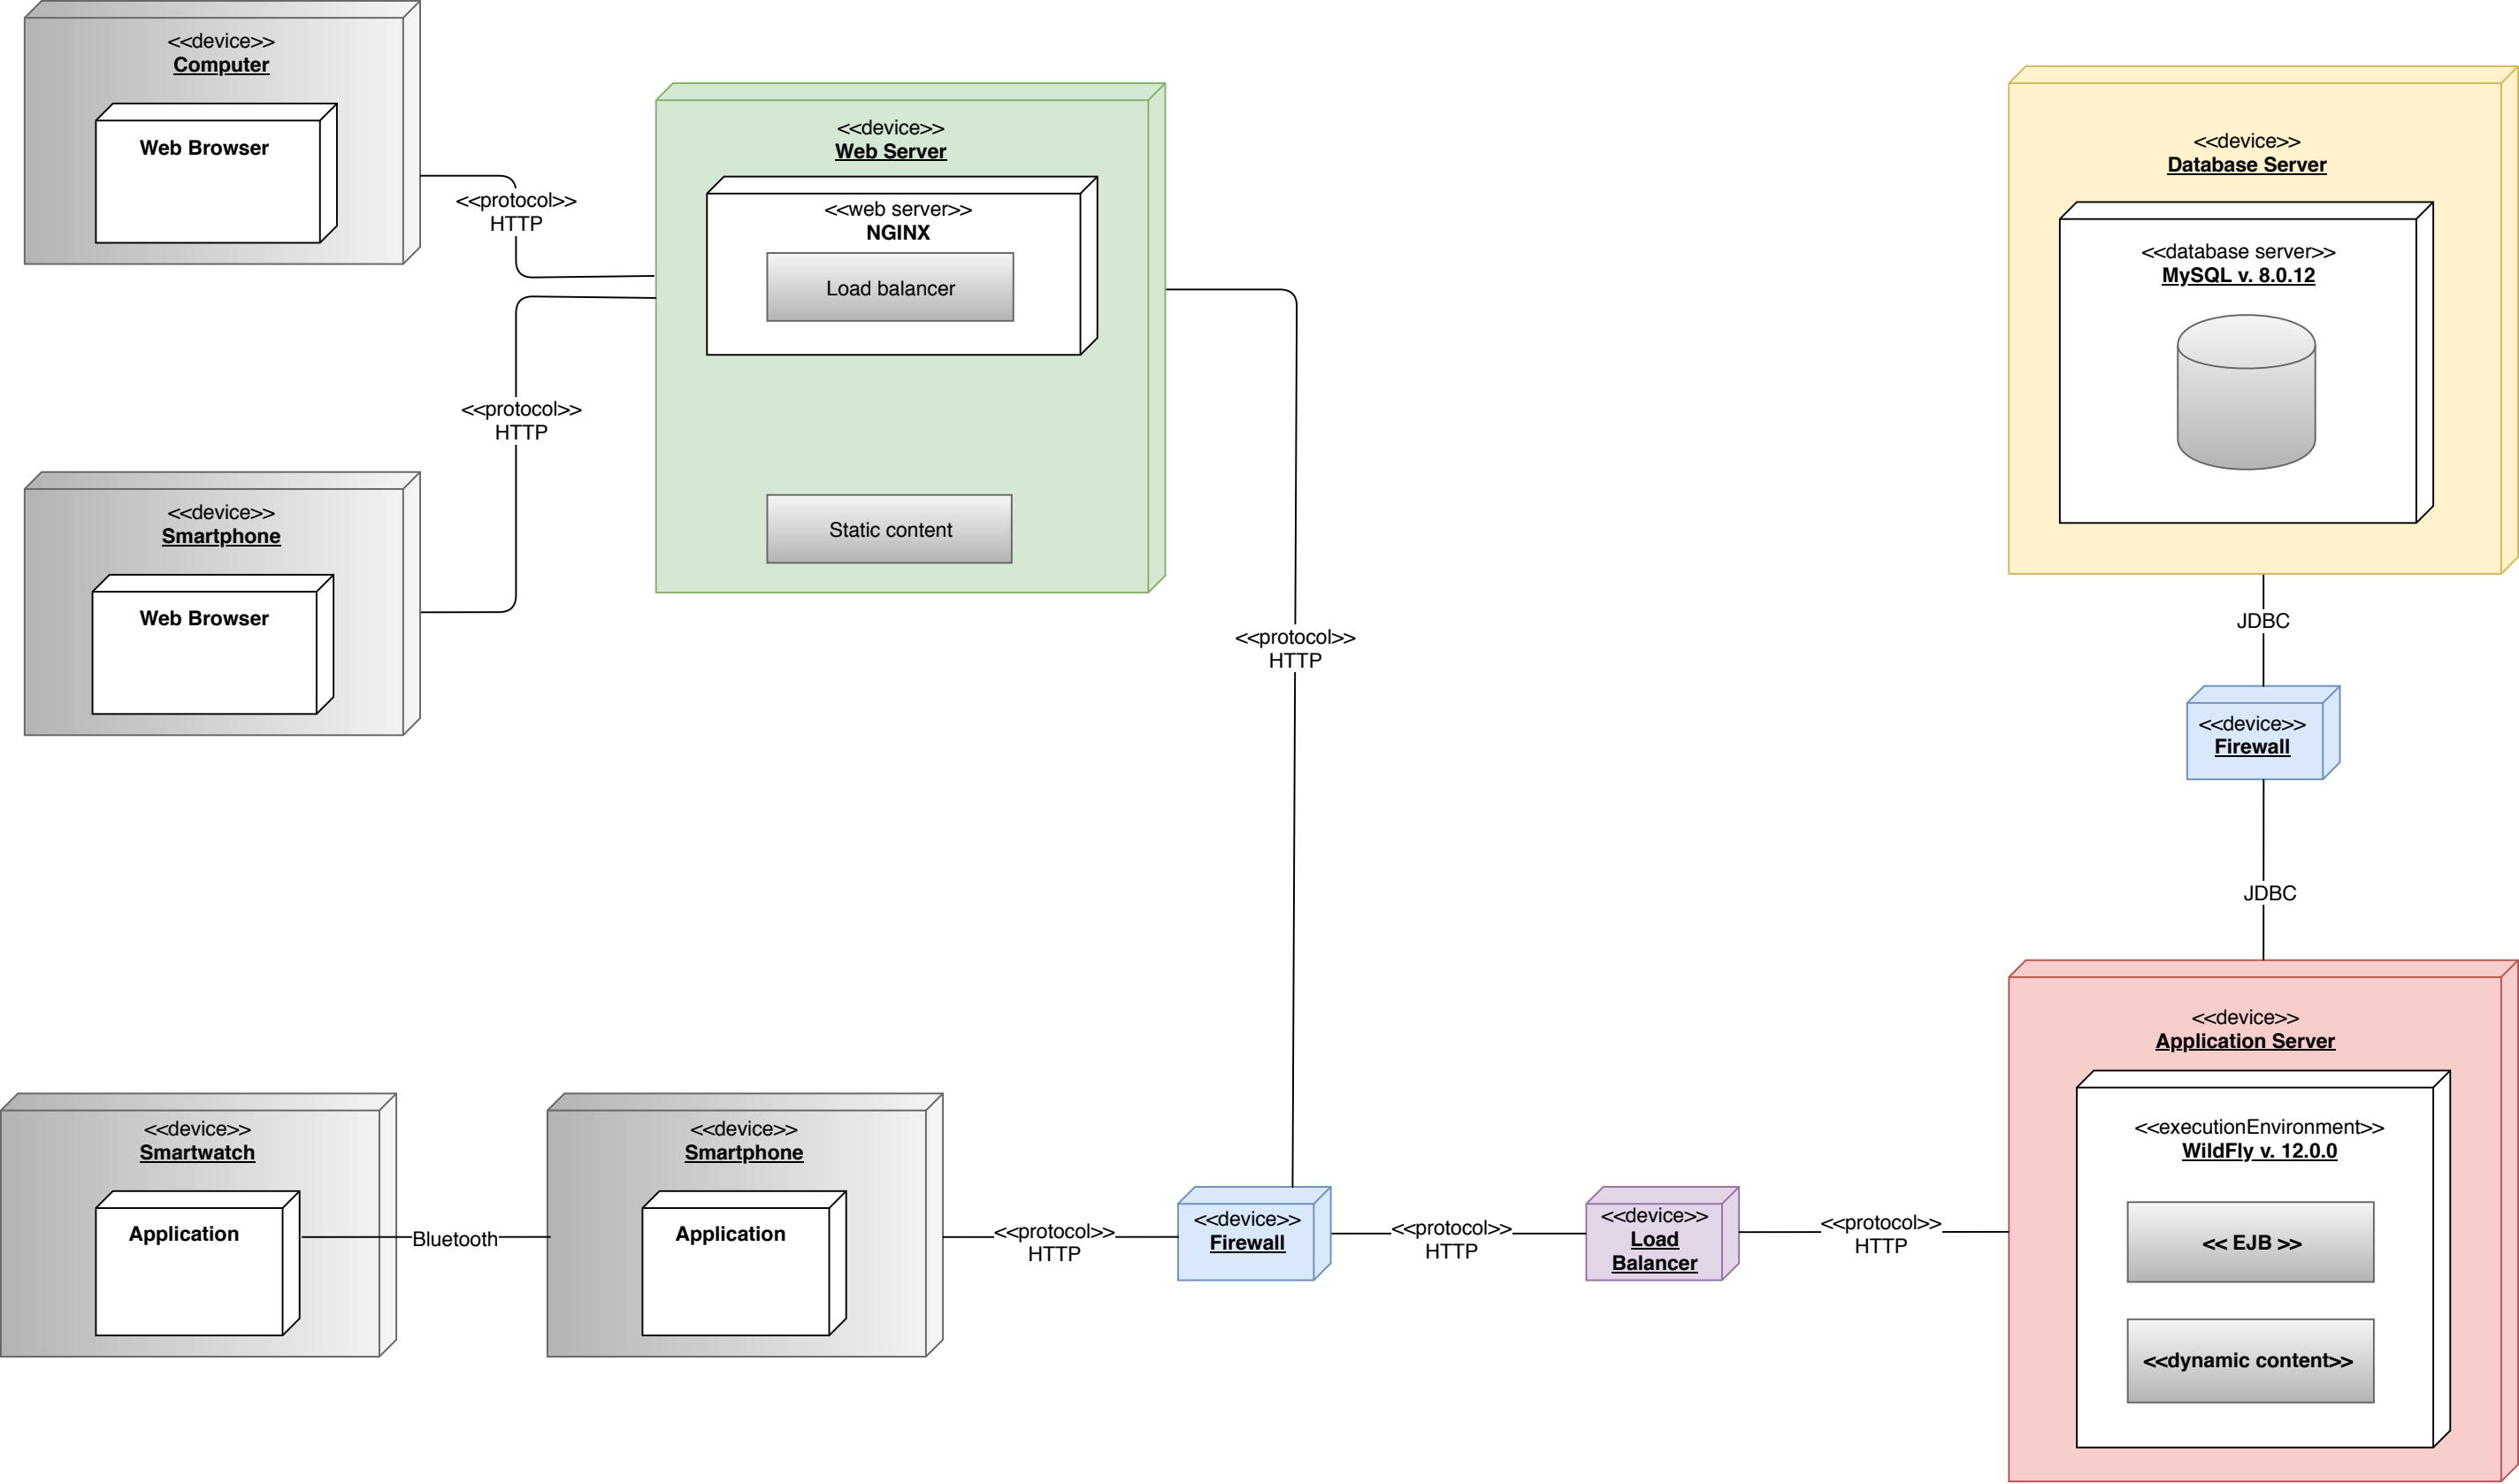 <<device>>
Computer
Web Browser
<<protocol>>
HTTP
<<device>>
Web Server
<<web server>>
NGINX
Load balancer
Static content
<<device>>
Database Server
<<database server>>
MySQL v. 8.0.12
<<protocol>>
HTTP
<<device>>
Smartphone
Web Browser
<<protocol>>
HTTP
JDBC
<<device>>
Firewall
JDBC
<<device>>
Smartwatch
Application
Bluetooth
<<device>>
Smartphone
Application
<<protocol>>
HTTP
<<device>>
Firewall
<<protocol>>
HTTP
<<device>>
Load
Balancer
<<protocol>>
HTTP
<<device>>
Application Server
<<executionEnvironment>>
WildFly v. 12.0.0
<< EJB >>
<<dynamic content>>